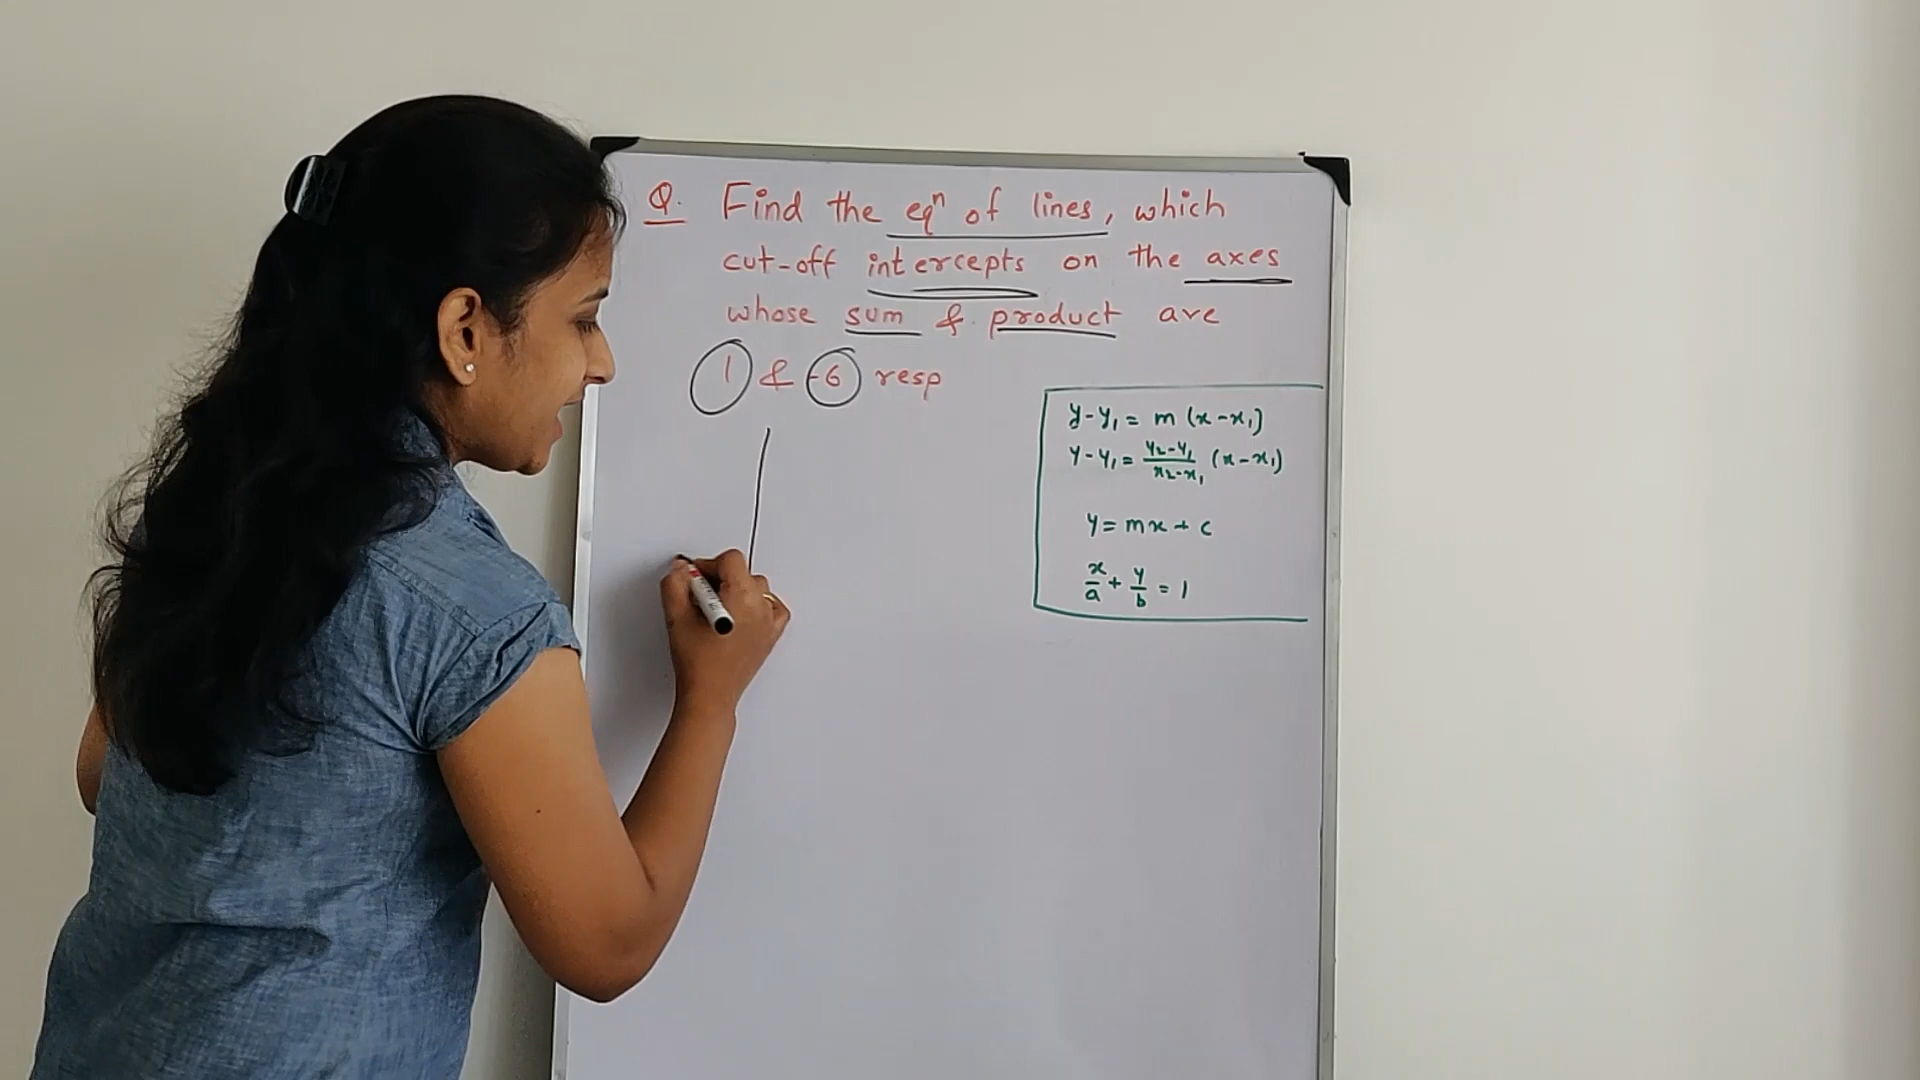 Q. Find the eqⁿ of lines, which
cut-off intercepts on the axes
whose sum & product are
1 & -6 resp
y-y₁ = m (x-x₁)
y-y₁ = y₂-y₁/x₂-x₁ (x-x₁)
y = mx + c
x/a + y/b = 1